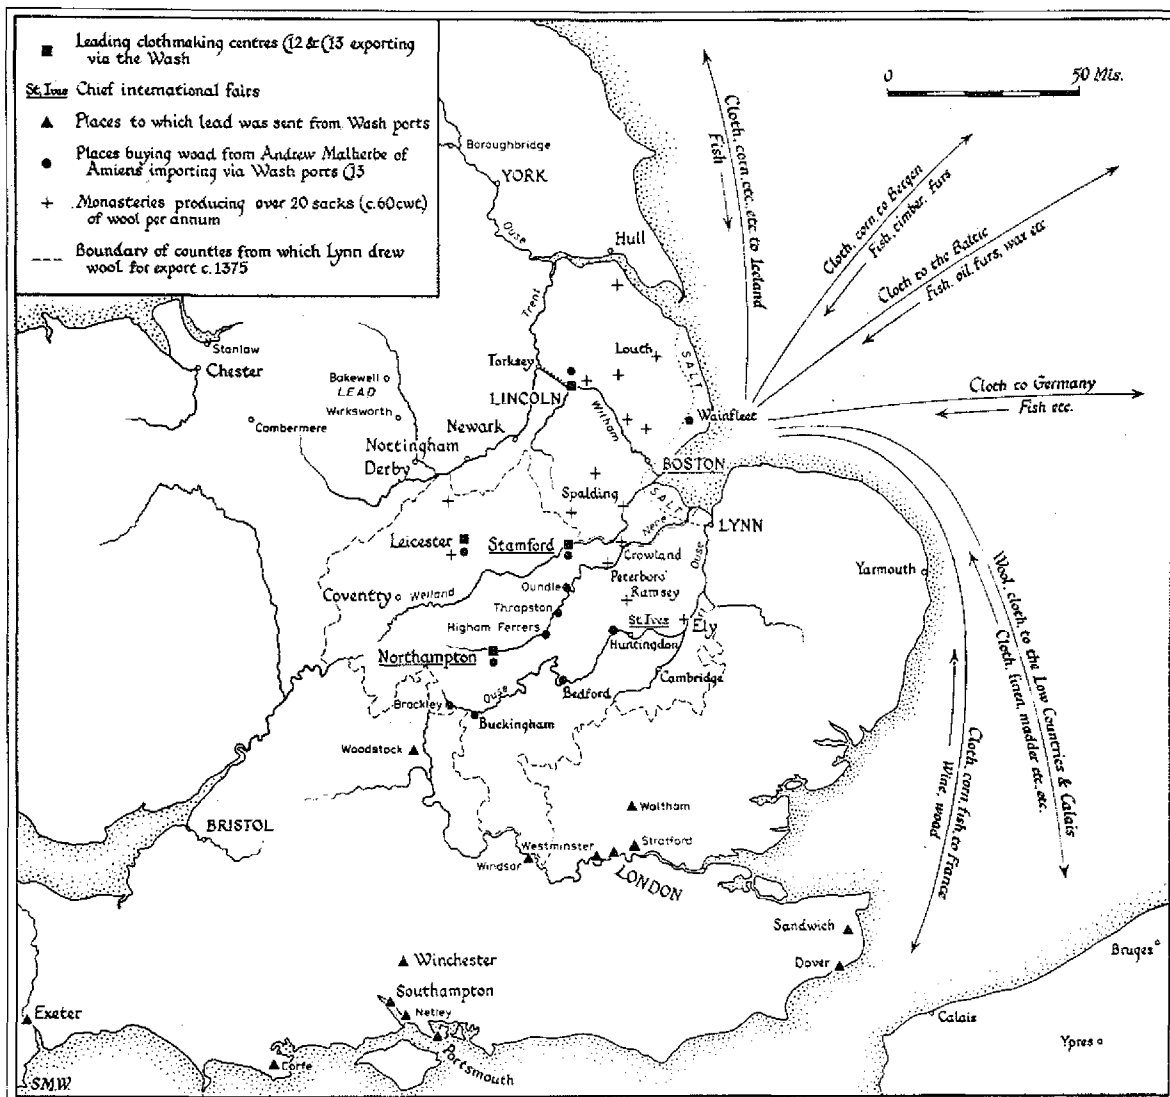 Leading clothmaking centres C12 & C13 exporting
via the Wash
St. Ives Chief international fairs
Places to which lead was sent from Wash ports
Places buying woad from Andrew Malherbe of
Amiens importing via Wash ports C13
Monasteries producing over 20 sacks (c.60cwt.)
of wool per annum
Boundary of counties from which Lynn drew
wool for export c.1375
0 50 Mls.
Boroughbridge
YORK
Ouse
Hull
Trent
Cloth, corn, etc. etc to Iceland
Fish
Cloth, corn, to Bergen
Fish, timber, furs
Cloth to the Baltic
Fish, oil, furs, wax etc
Cloth to Germany
Fish etc.
Wool, cloth to the Low Countries & Calais
Cloth, linen, madder etc. etc.
Cloth, corn, fish to France
Wine, woad
Stanlaw
Chester
Combermere
Bakewell
LEAD
Wirksworth
Nottingham
Derby
Newark
Torksey
LINCOLN
Witham
Louth
SALT
Wainfleet
BOSTON
Spalding
SALT
Nene
LYNN
Ouse
Leicester
Stamford
Crowland
Peterboro'
Ramsey
Yarmouth
Coventry
Welland
Oundle
Thrapston
Higham Ferrers
St. Ives
Ely
Huntingdon
Northampton
Cambridge
Bedford
Ouse
Brackley
Buckingham
Woodstock
BRISTOL
Waltham
Stratford
Westminster
Windsor
LONDON
Sandwich
Dover
Winchester
Southampton
Netley
Portsmouth
Exeter
Corfe
Calais
Bruges
Ypres
S.M.W.